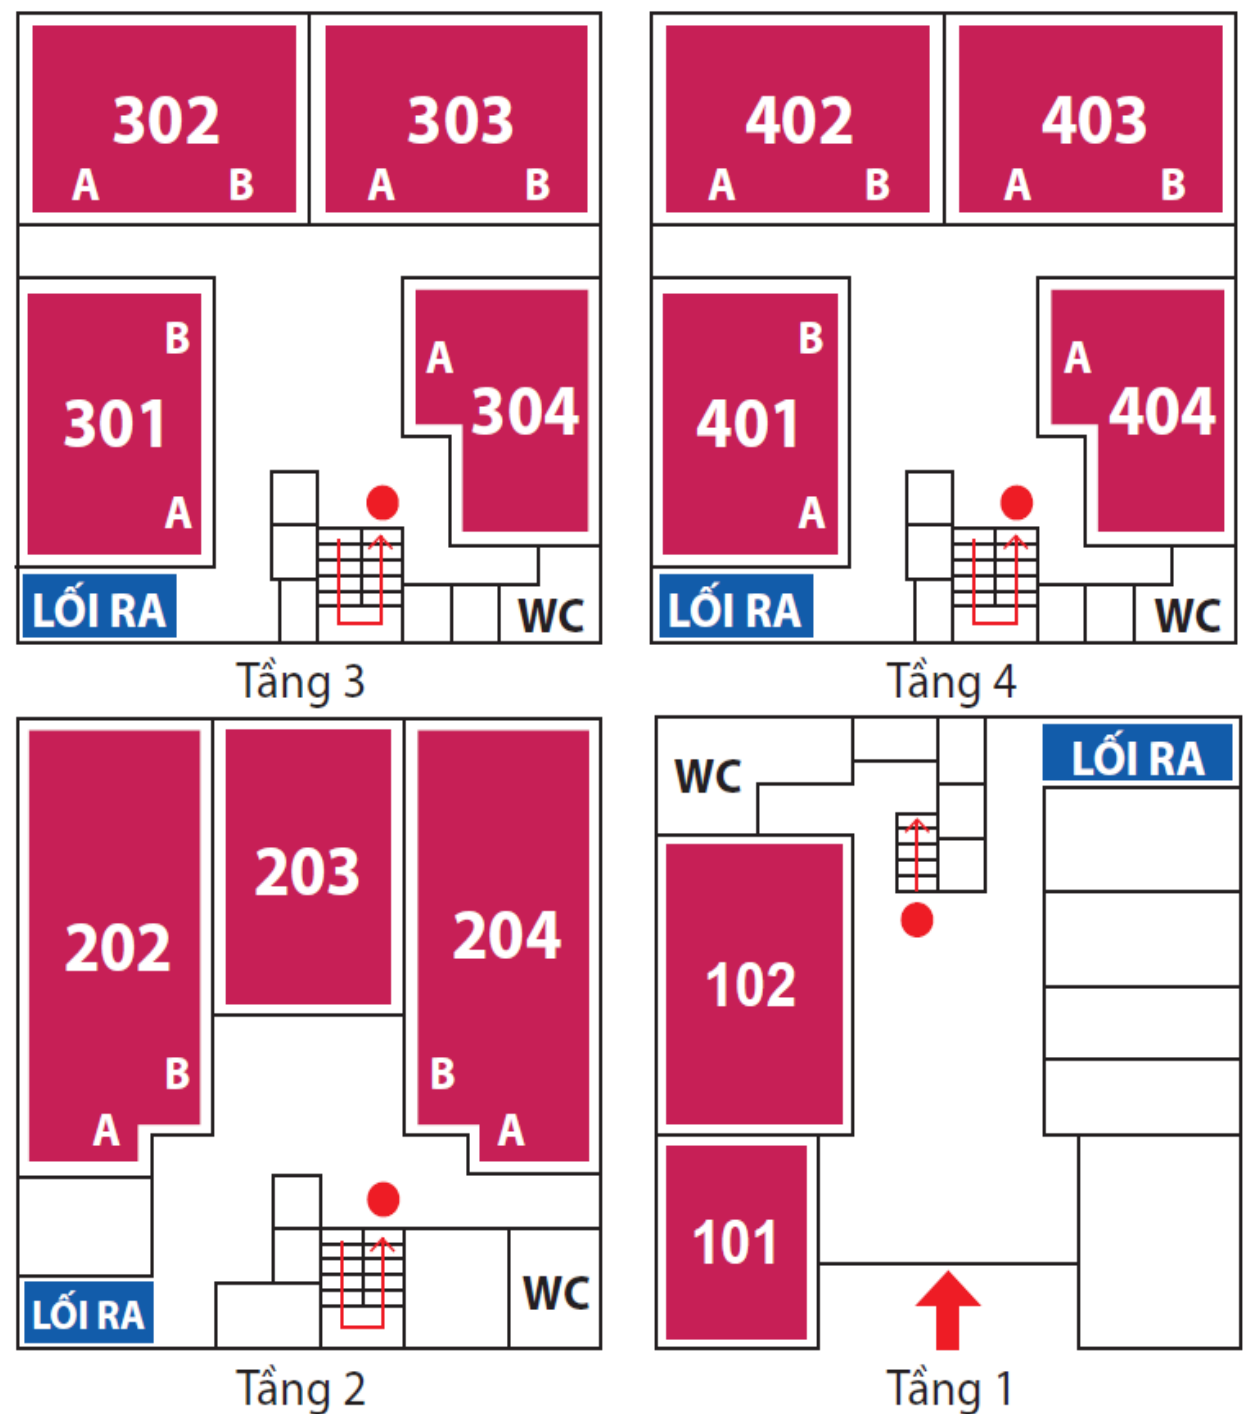 302
A B
303
A B
B
301
A
A
304
LỐI RA
WC
Tầng 3
402
A B
403
A B
B
401
A
A
404
LỐI RA
WC
Tầng 4
202
B
A
203
204
B
A
LỐI RA
WC
Tầng 2
WC
LỐI RA
102
101
Tầng 1